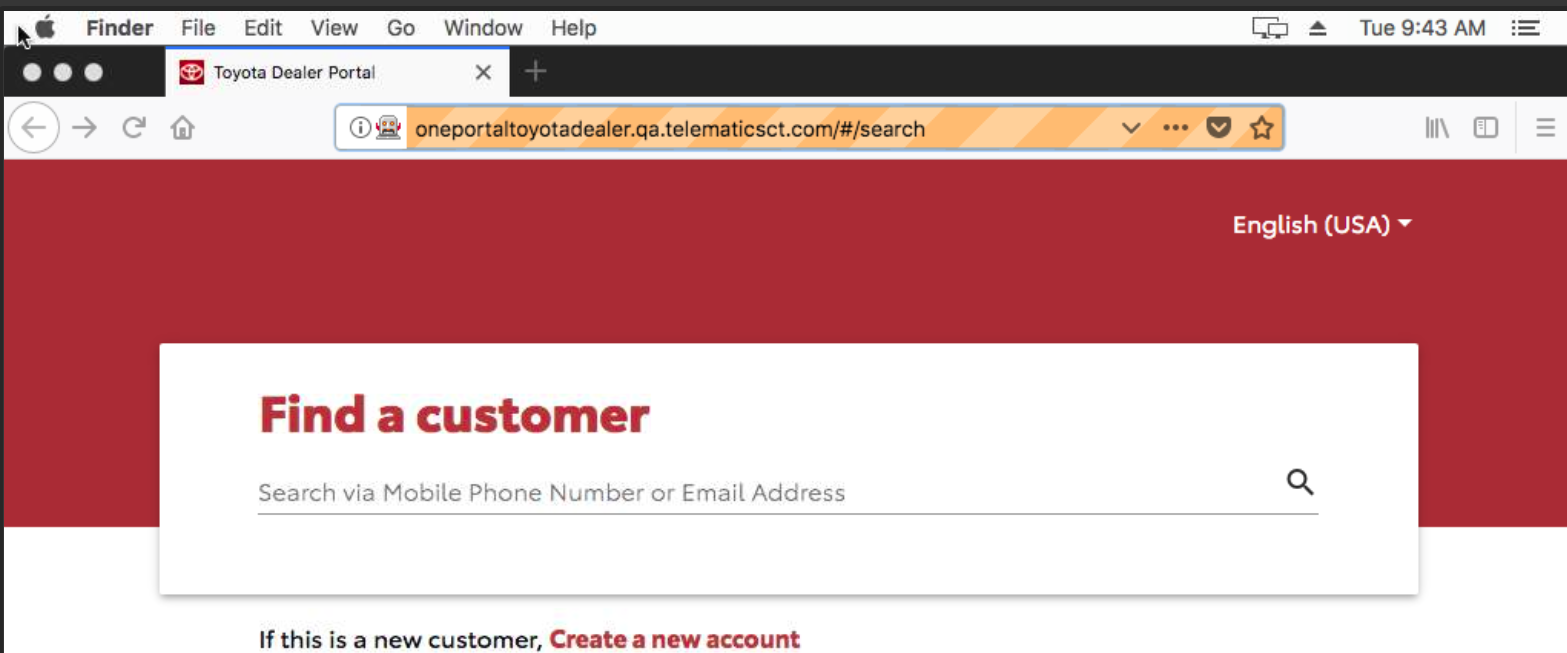 Finder File Edit View Go Window Help Tue 9:43 AM
Toyota Dealer Portal
oneportaltoyotadealer.qa.telematicsct.com/#/search
English (USA)
Find a customer
Search via Mobile Phone Number or Email Address
If this is a new customer, Create a new account